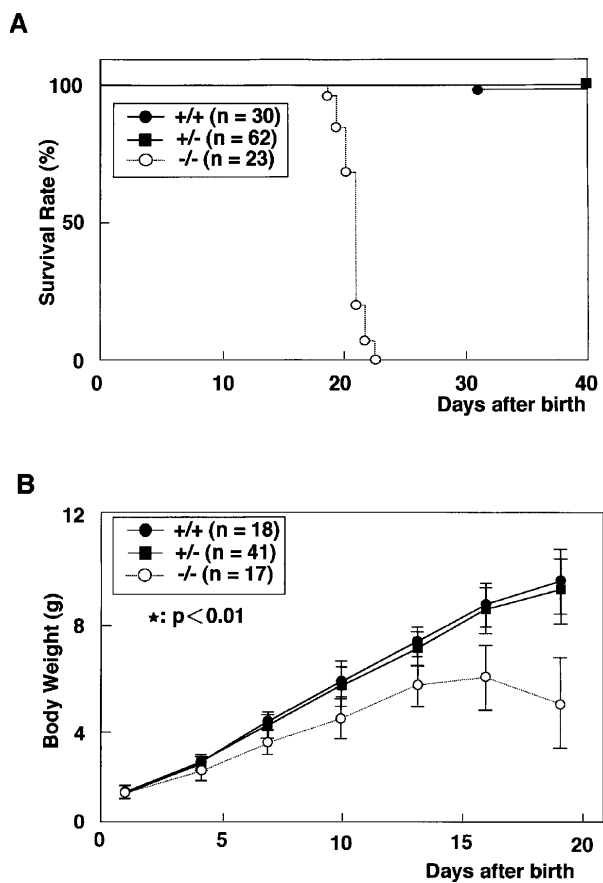 A
Survival Rate (%)
100
50
0
+/+ (n = 30)
+/- (n = 62)
-/- (n = 23)
0 10 20 30 40
Days after birth
B
Body Weight (g)
12
8
4
0
+/+ (n = 18)
+/- (n = 41)
-/- (n = 17)
★: p<0.01
0 5 10 15 20
Days after birth